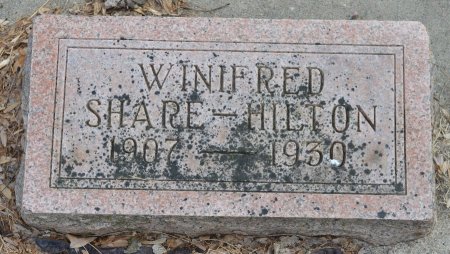 WINIFRED
SHARE-HILTON
1907 — 1930